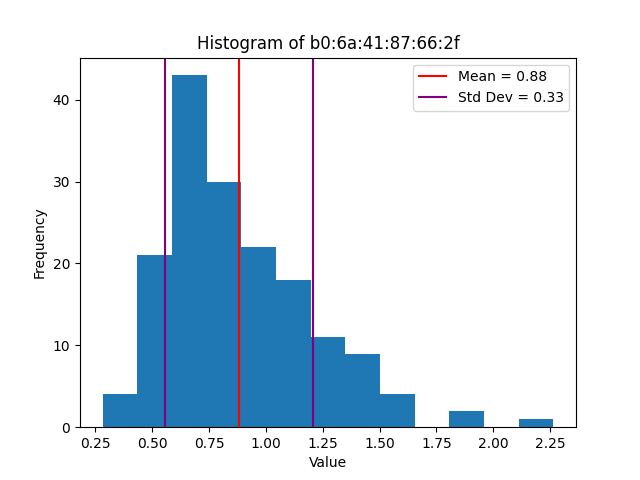 Histogram of b0:6a:41:87:66:2f
Mean = 0.88
Std Dev = 0.33
Frequency
40
30
20
10
0
0.25 0.50 0.75 1.00 1.25 1.50 1.75 2.00 2.25
Value